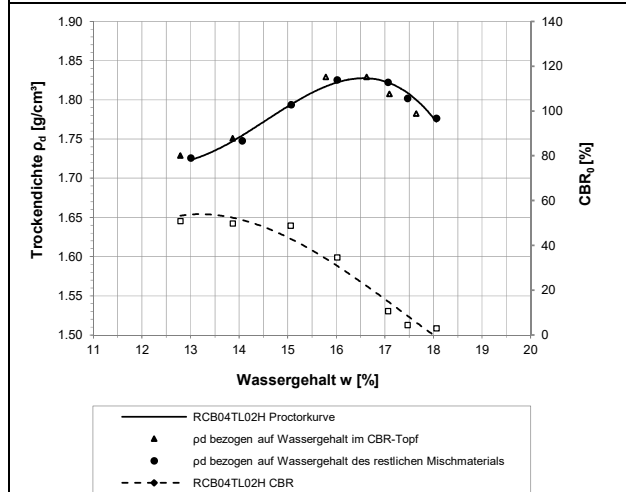 Trockendichte ρd [g/cm³]
1.90
1.85
1.80
1.75
1.70
1.65
1.60
1.55
1.50
140
120
100
80
60
40
20
0
CBR0 [%]
11 12 13 14 15 16 17 18 19 20
Wassergehalt w [%]
RCB04TL02H Proctorkurve
ρd bezogen auf Wassergehalt im CBR-Topf
ρd bezogen auf Wassergehalt des restlichen Mischmaterials
RCB04TL02H CBR